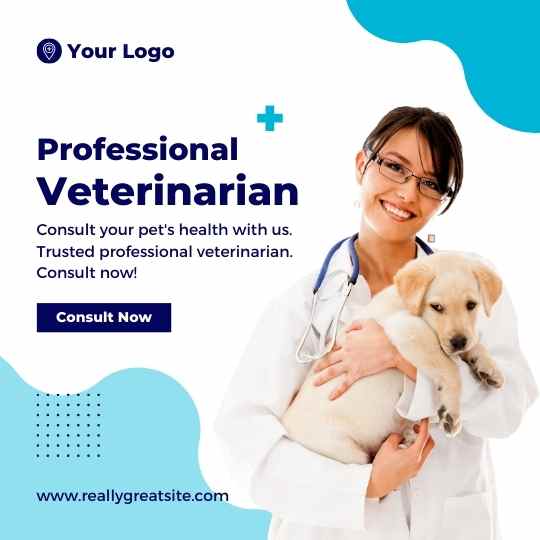 Your Logo
Professional
Veterinarian
Consult your pet's health with us.
Trusted professional veterinarian.
Consult now!
Consult Now
www.reallygreatsite.com